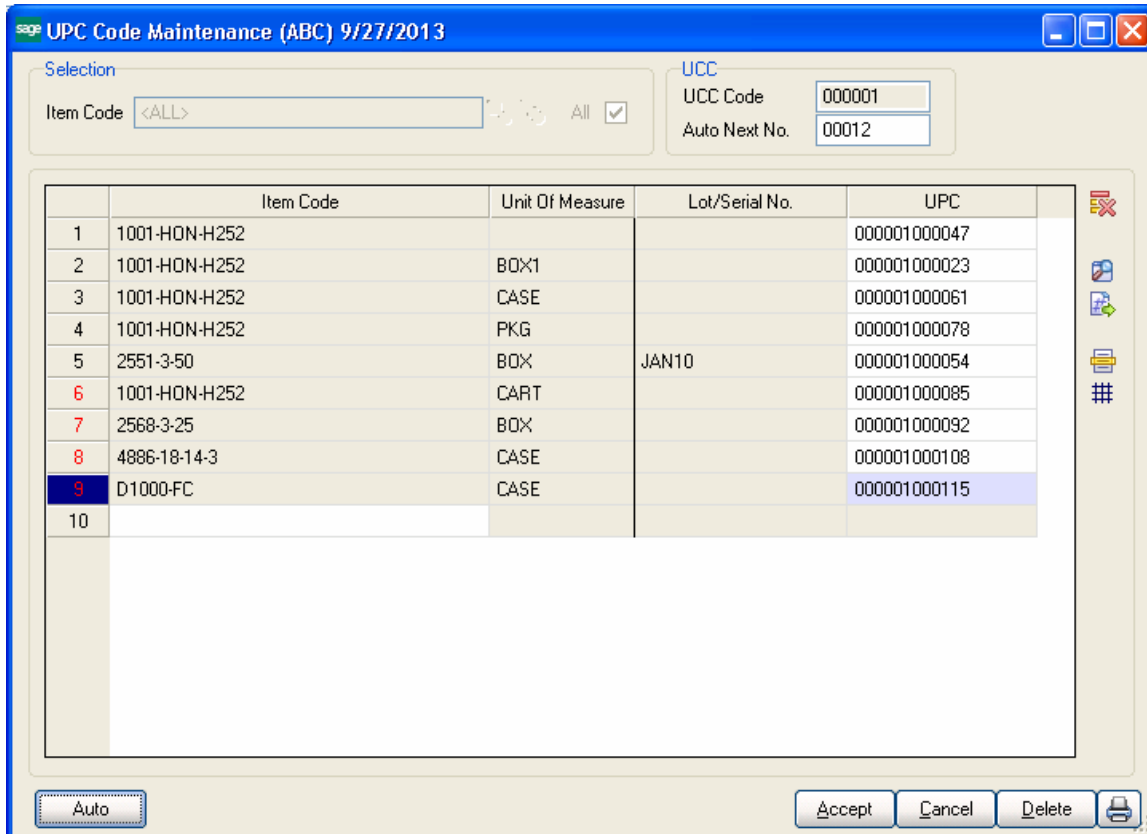 sage UPC Code Maintenance (ABC) 9/27/2013
Selection
UCC
Item Code <ALL> All
UCC Code 000001
Auto Next No. 00012
Item Code Unit Of Measure Lot/Serial No. UPC
1 1001-HON-H252 000001000047
2 1001-HON-H252 BOX1 000001000023
3 1001-HON-H252 CASE 000001000061
4 1001-HON-H252 PKG 000001000078
5 2551-3-50 BOX JAN10 000001000054
6 1001-HON-H252 CART 000001000085
7 2568-3-25 BOX 000001000092
8 4886-18-14-3 CASE 000001000108
9 D1000-FC CASE 000001000115
10
Auto Accept Cancel Delete